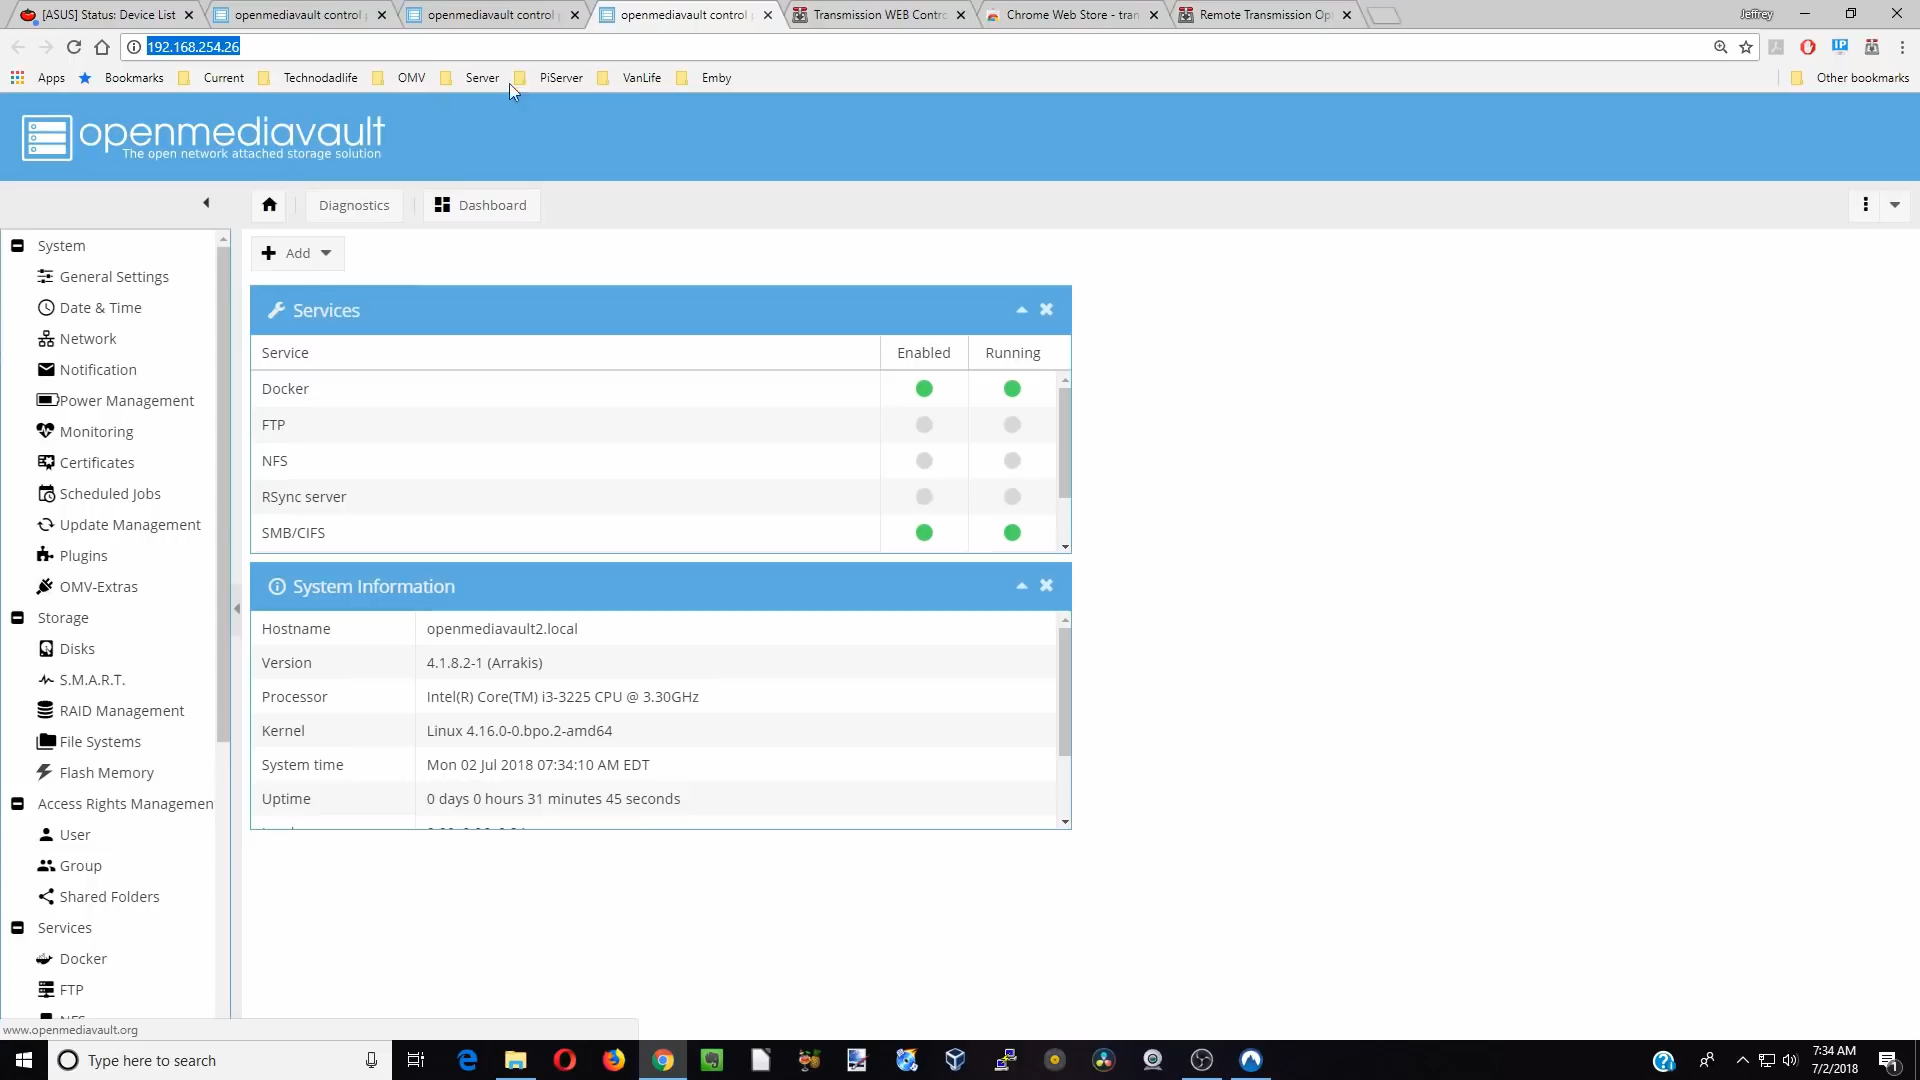 [ASUS] Status: Device List
openmediavault control
openmediavault control
openmediavault control
Transmission WEB Contro
Chrome Web Store - tran
Remote Transmission Op
Jeffrey
192.168.254.26
IP
Apps
Bookmarks
Current
Technodadlife
OMV
Server
PiServer
VanLife
Emby
Other bookmarks
openmediavault
The open network attached storage solution
Diagnostics
Dashboard
System
General Settings
Date & Time
Network
Notification
Power Management
Monitoring
Certificates
Scheduled Jobs
Update Management
Plugins
OMV-Extras
Storage
Disks
S.M.A.R.T.
RAID Management
File Systems
Flash Memory
Access Rights Managemen
User
Group
Shared Folders
Services
Docker
FTP
Add
Services
Service Enabled Running
Docker
FTP
NFS
RSync server
SMB/CIFS
System Information
Hostname openmediavault2.local
Version 4.1.8.2-1 (Arrakis)
Processor Intel(R) Core(TM) i3-3225 CPU @ 3.30GHz
Kernel Linux 4.16.0-0.bpo.2-amd64
System time Mon 02 Jul 2018 07:34:10 AM EDT
Uptime 0 days 0 hours 31 minutes 45 seconds
www.openmediavault.org
Type here to search
7:34 AM
7/2/2018
1